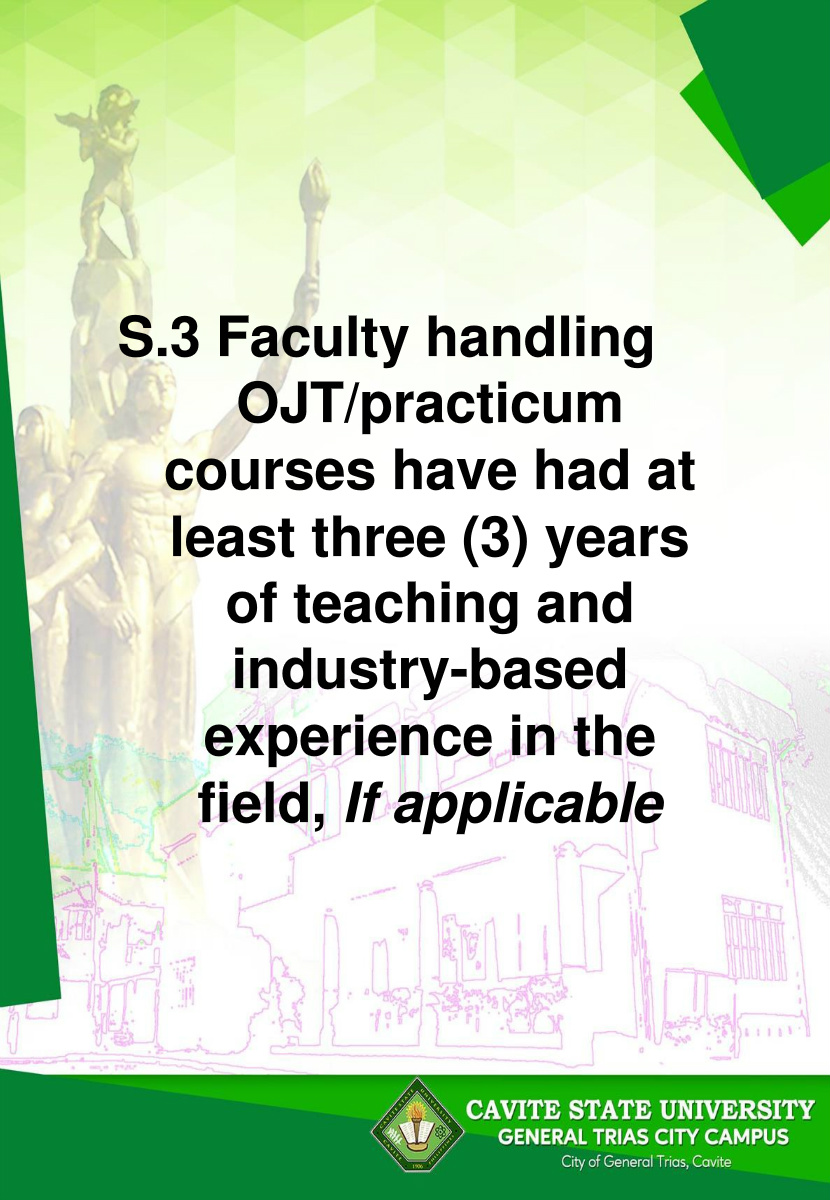 S.3 Faculty handling
OJT/practicum
courses have had at
least three (3) years
of teaching and
industry-based
experience in the
field, If applicable
CAVITE STATE UNIVERSITY
GENERAL TRIAS CITY CAMPUS
City of General Trias, Cavite
1906